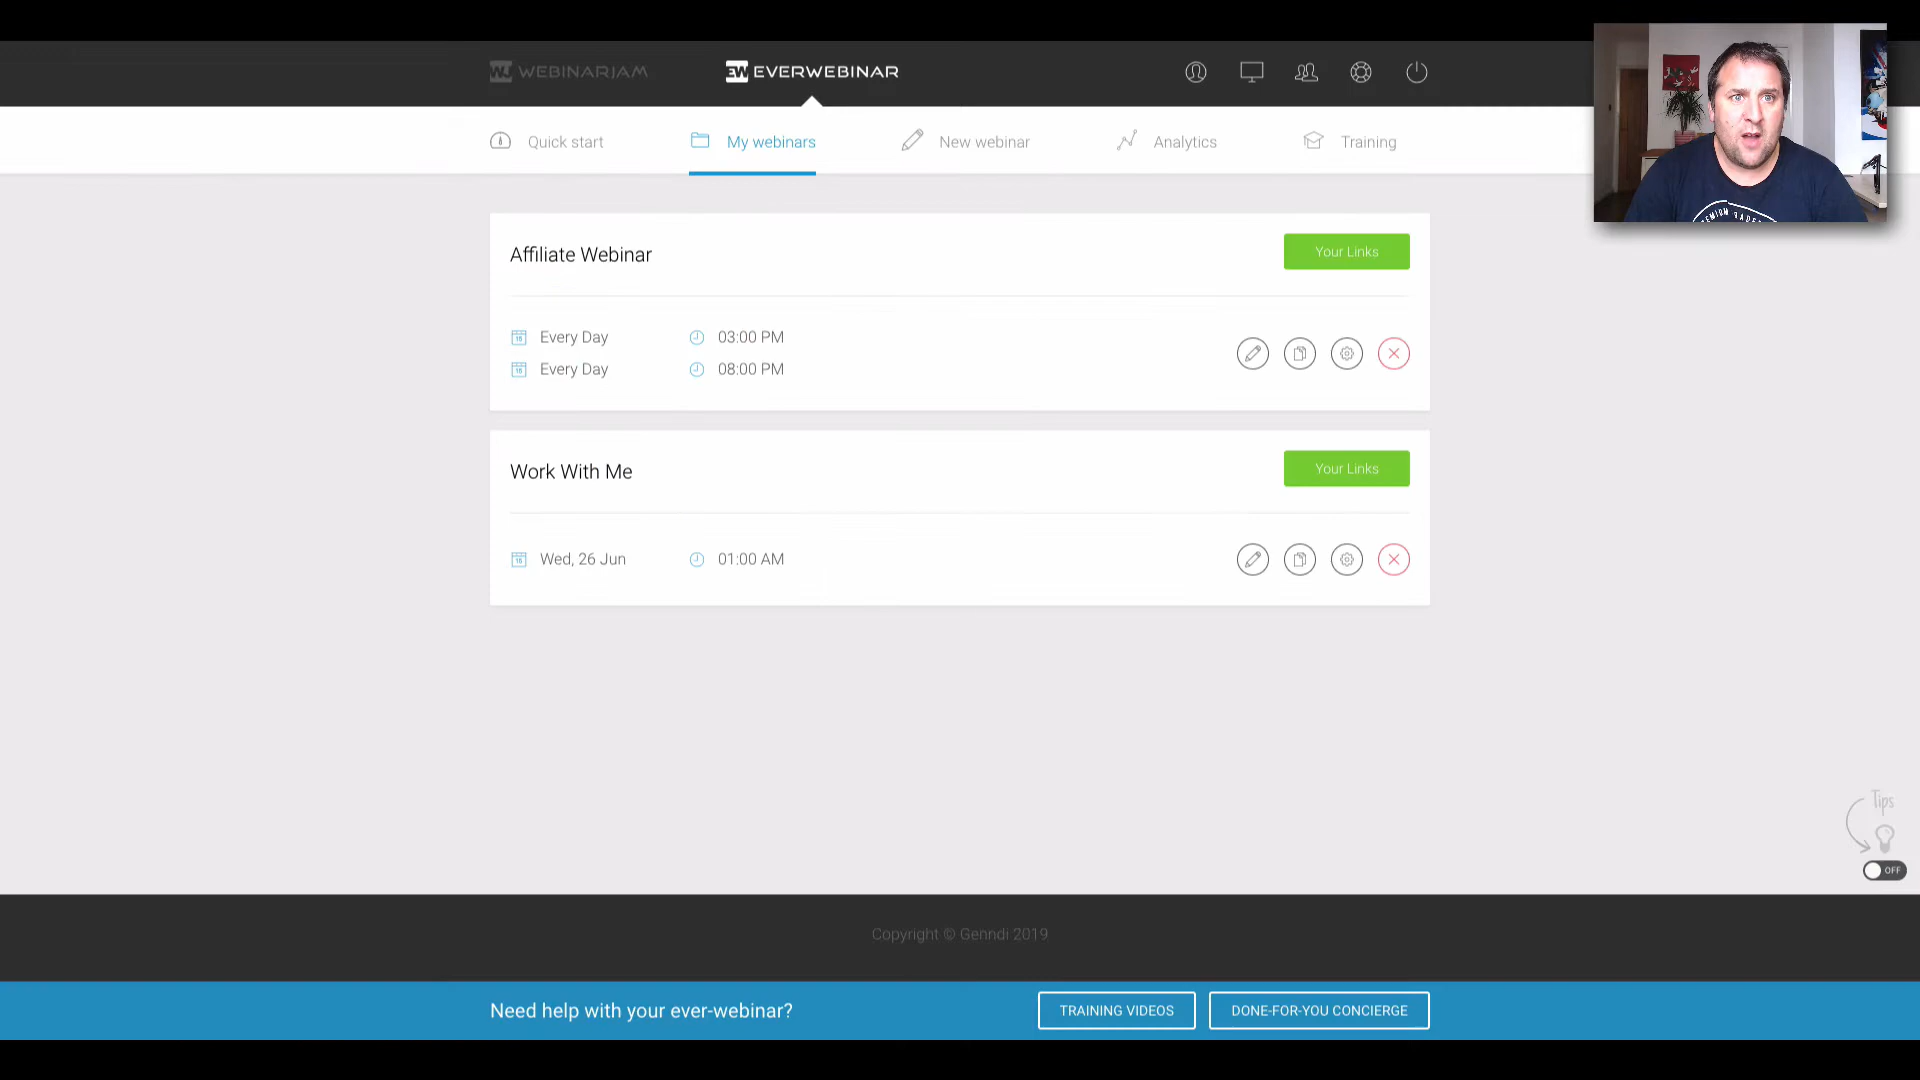 WJ WEBINARJAM
EW EVERWEBINAR
Quick start
My webinars
New webinar
Analytics
Training
Affiliate Webinar
Your Links
Every Day
03:00 PM
Every Day
08:00 PM
Work With Me
Your Links
Wed, 26 Jun
01:00 AM
Tips
OFF
Copyright © Genndi 2019
Need help with your ever-webinar?
TRAINING VIDEOS
DONE-FOR-YOU CONCIERGE